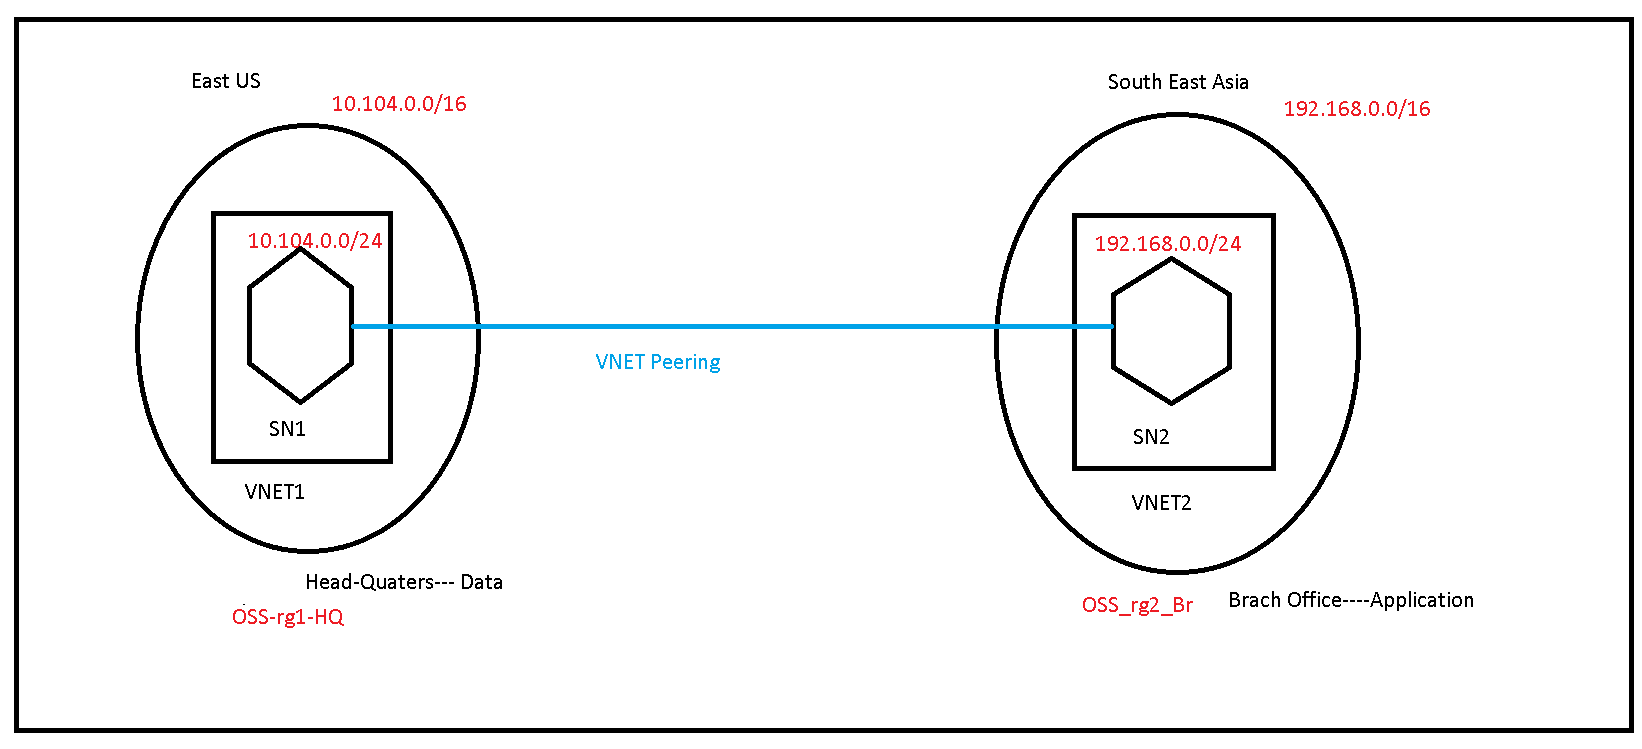 East US
10.104.0.0/16
10.104.0.0/24
SN1
VNET1
Head-Quaters--- Data
OSS-rg1-HQ
VNET Peering
South East Asia
192.168.0.0/16
192.168.0.0/24
SN2
VNET2
OSS_rg2_Br
Brach Office----Application